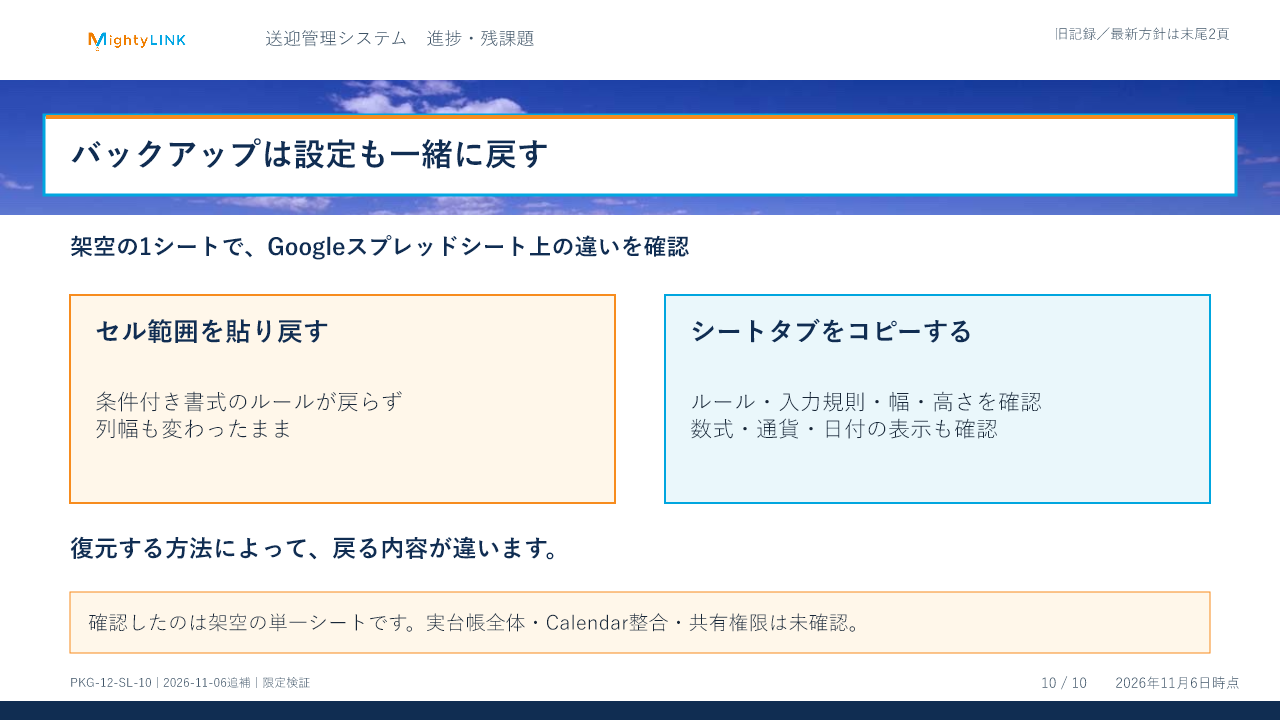 MightyLINK
送迎管理システム　進捗・残課題
旧記録／最新方針は末尾2頁
バックアップは設定も一緒に戻す
架空の1シートで、Googleスプレッドシート上の違いを確認
セル範囲を貼り戻す
条件付き書式のルールが戻らず
列幅も変わったまま
シートタブをコピーする
ルール・入力規則・幅・高さを確認
数式・通貨・日付の表示も確認
復元する方法によって、戻る内容が違います。
確認したのは架空の単一シートです。実台帳全体・Calendar整合・共有権限は未確認。
PKG-12-SL-10｜2026-11-06追補｜限定検証
10 / 10
2026年11月6日時点